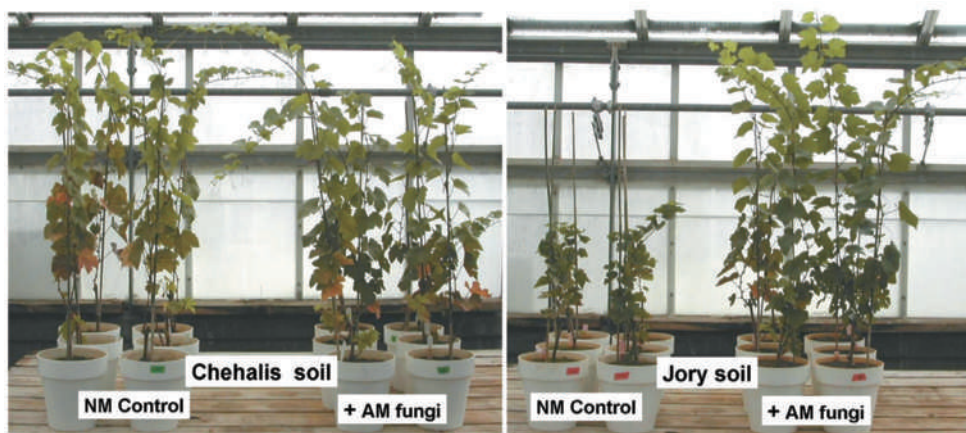 Chehalis soil
NM Control
+ AM fungi
Jory soil
NM Control
+ AM fungi